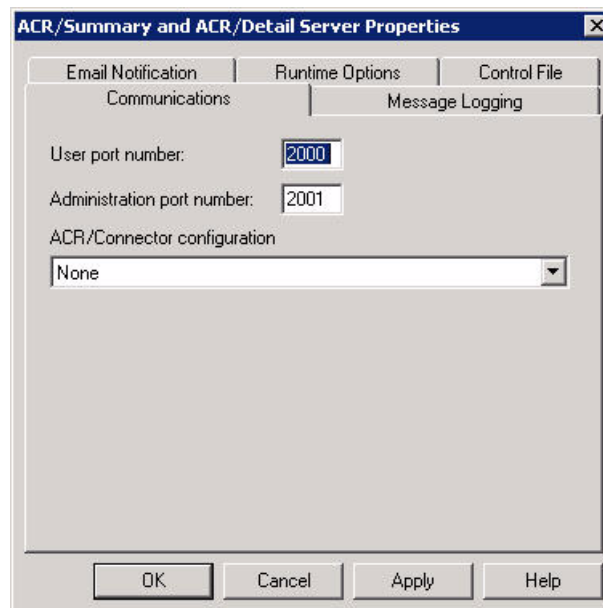 ACR/Summary and ACR/Detail Server Properties
Email Notification Runtime Options Control File
Communications Message Logging
User port number: 2000
Administration port number: 2001
ACR/Connector configuration
None
OK Cancel Apply Help